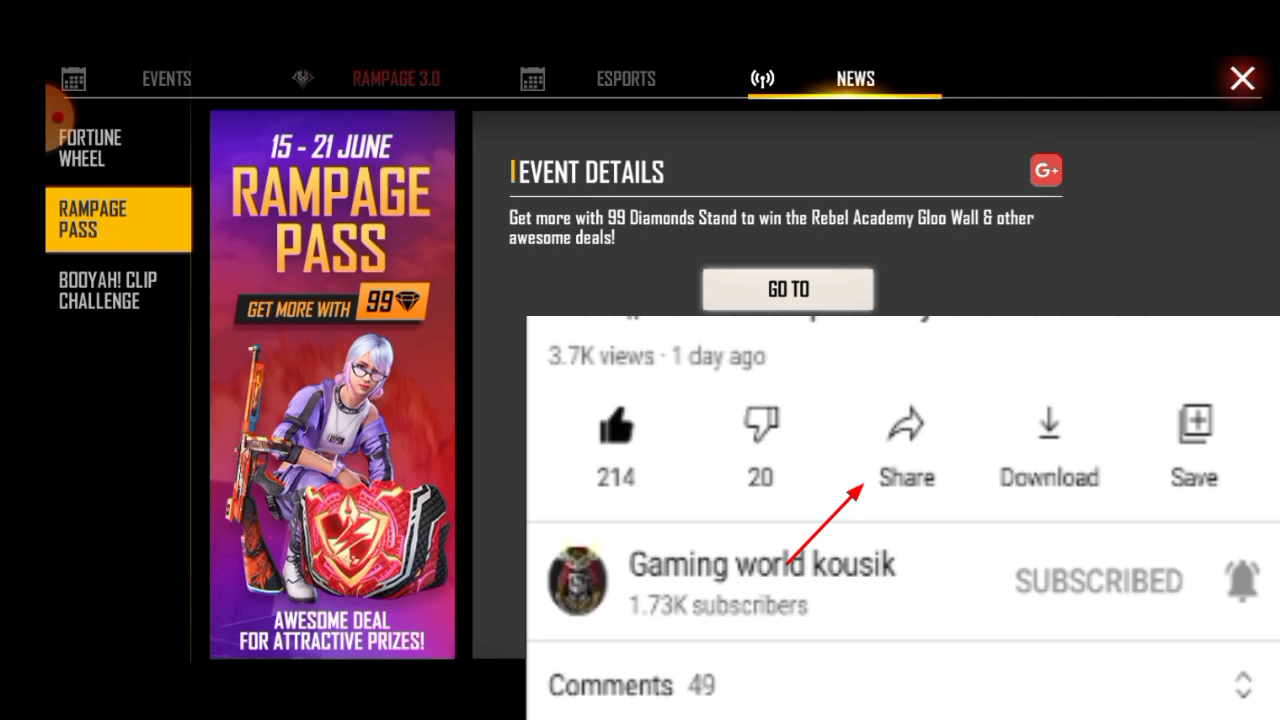 EVENTS
RAMPAGE 3.0
ESPORTS
NEWS
FORTUNE
WHEEL
RAMPAGE
PASS
BOOYAH! CLIP
CHALLENGE
15 - 21 JUNE
RAMPAGE
PASS
GET MORE WITH 99
AWESOME DEAL
FOR ATTRACTIVE PRIZES!
EVENT DETAILS
G+
Get more with 99 Diamonds Stand to win the Rebel Academy Gloo Wall & other
awesome deals!
GO TO
3.7K views · 1 day ago
214
20
Share
Download
Save
Gaming world kousik
1.73K subscribers
SUBSCRIBED
Comments 49